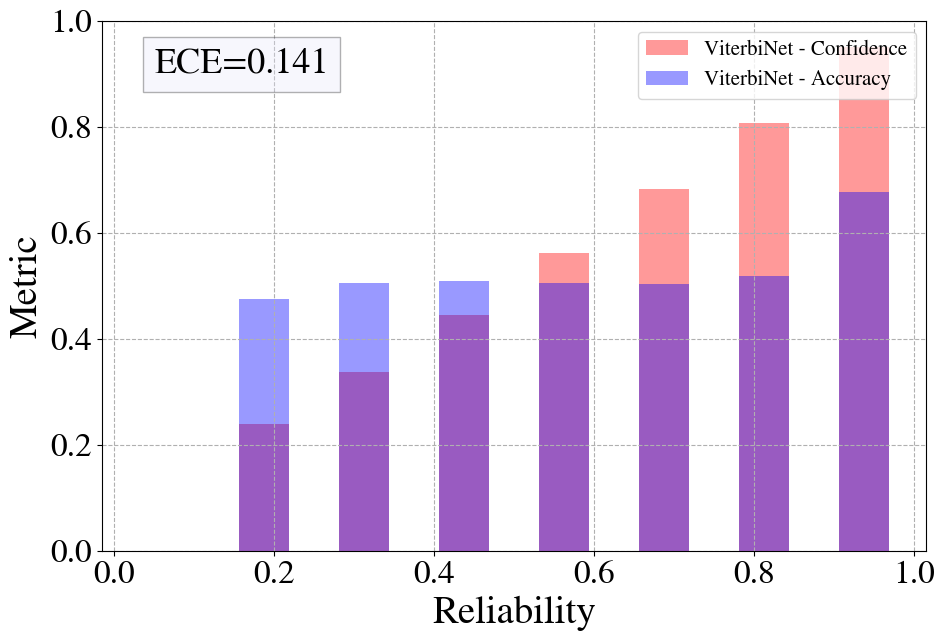 ECE=0.141
ViterbiNet - Confidence
ViterbiNet - Accuracy
Metric
1.0
0.8
0.6
0.4
0.2
0.0
0.0 0.2 0.4 0.6 0.8 1.0
Reliability